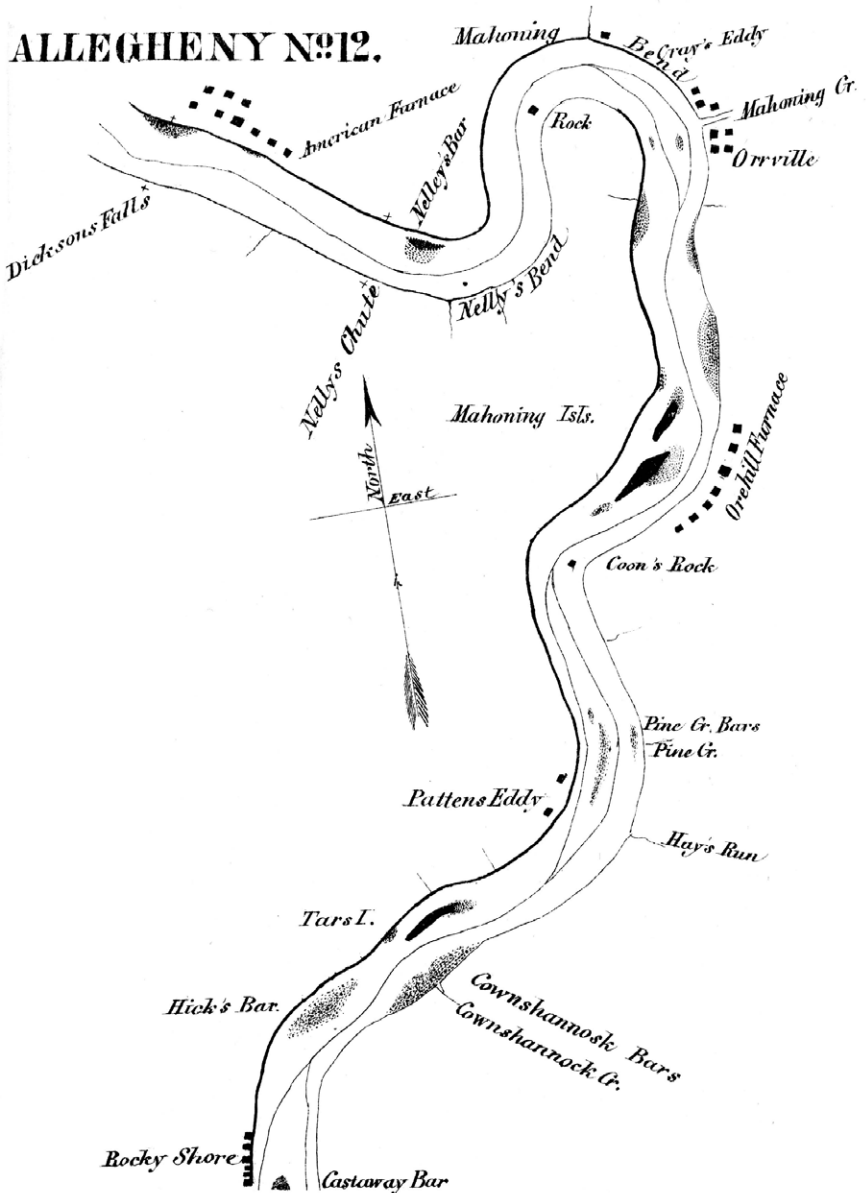 ALLEGHENY No. 12.
Mahoning
Bend
BeGray's Eddy
Mahoning Cr.
American Furnace
Nelley's Bar
Rock
Orrville
Dicksons Falls
Nellys Chute
Nelly's Bend
Mahoning Isls.
North
East
Orehill Furnace
Coon's Rock
Pine Cr. Bars
Pine Cr.
Pattens Eddy
Hay's Run
Tars I.
Hick's Bar.
Cownshannosk Bars
Cownshannock Cr.
Rocky Shore
Castaway Bar